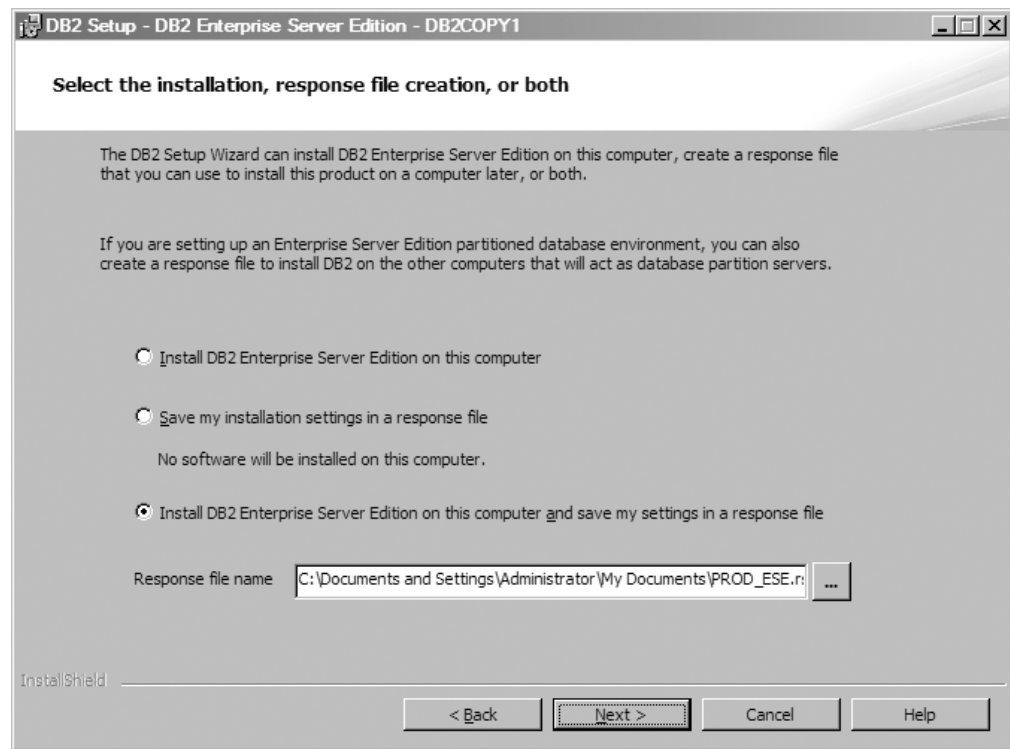 DB2 Setup - DB2 Enterprise Server Edition - DB2COPY1
Select the installation, response file creation, or both
The DB2 Setup Wizard can install DB2 Enterprise Server Edition on this computer, create a response file
that you can use to install this product on a computer later, or both.
If you are setting up an Enterprise Server Edition partitioned database environment, you can also
create a response file to install DB2 on the other computers that will act as database partition servers.
Install DB2 Enterprise Server Edition on this computer
Save my installation settings in a response file
No software will be installed on this computer.
Install DB2 Enterprise Server Edition on this computer and save my settings in a response file
Response file name C:\Documents and Settings\Administrator\My Documents\PROD_ESE.r ...
InstallShield
< Back Next > Cancel Help